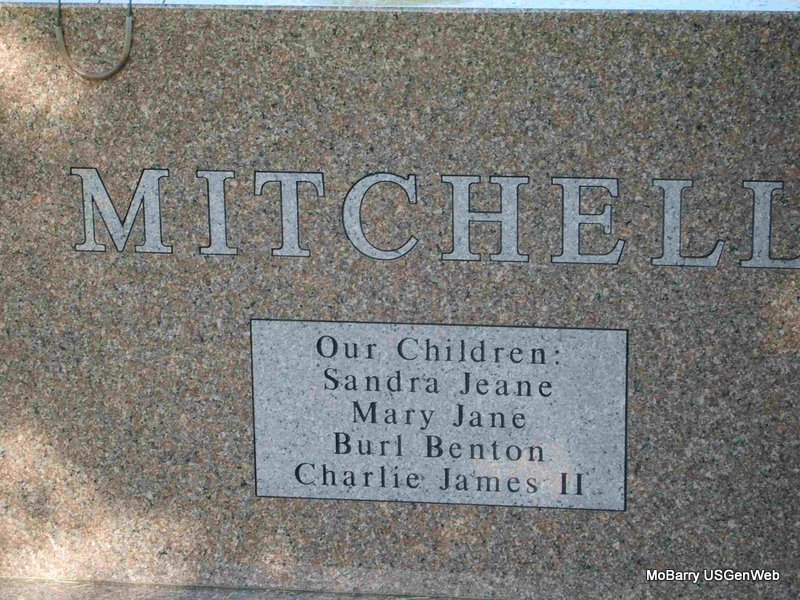 MITCHELL
Our Children:
Sandra Jeane
Mary Jane
Burl Benton
Charlie James II
MoBarry USGenWeb